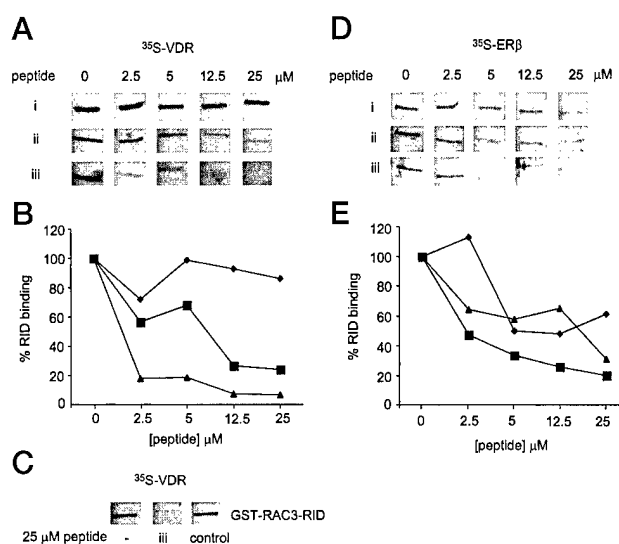 A
³⁵S-VDR
peptide 0 2.5 5 12.5 25 μM
i
ii
iii
B
% RID binding
120
100
80
60
40
20
0
0 2.5 5 12.5 25
[peptide] μM
C
³⁵S-VDR
GST-RAC3-RID
25 μM peptide - iii control
D
³⁵S-ERβ
peptide 0 2.5 5 12.5 25 μM
i
ii
iii
E
% RID binding
120
100
80
60
40
20
0
0 2.5 5 12.5 25
[peptide] μM